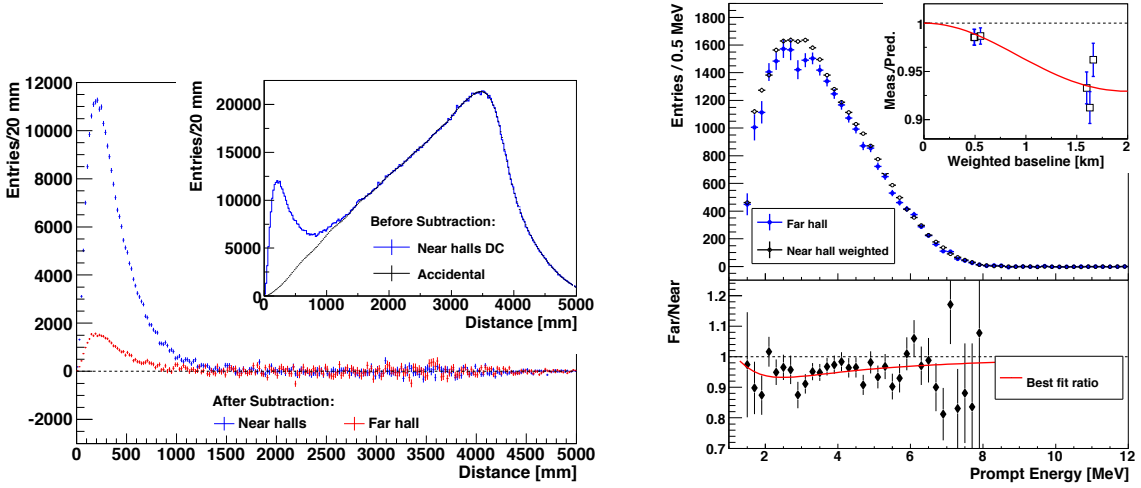 Entries/20 mm
12000
10000
8000
6000
4000
2000
0
-2000
0 500 1000 1500 2000 2500 3000 3500 4000 4500 5000
Distance [mm]
After Subtraction:
Near halls
Far hall
Entries/20 mm
20000
15000
10000
5000
0
0 1000 2000 3000 4000 5000
Distance [mm]
Before Subtraction:
Near halls DC
Accidental
Entries / 0.5 MeV
1800
1600
1400
1200
1000
800
600
400
200
0
Far hall
Near hall weighted
Meas./Pred.
1
0.95
0.9
0 0.5 1 1.5 2
Weighted baseline [km]
Far/Near
1.2
1.1
1
0.9
0.8
0.7
Best fit ratio
2 4 6 8 10 12
Prompt Energy [MeV]